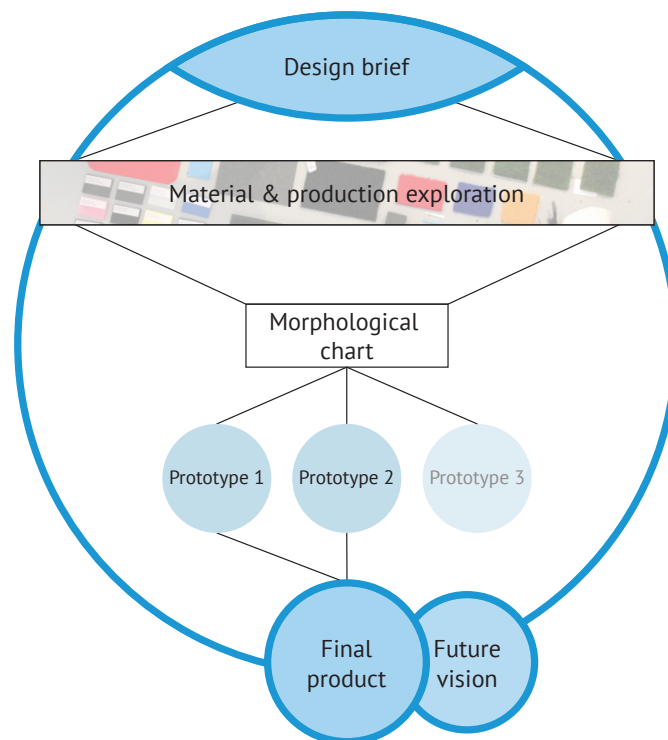 Design brief
Material & production exploration
Morphological
chart
Prototype 1
Prototype 2
Prototype 3
Final
product
Future
vision